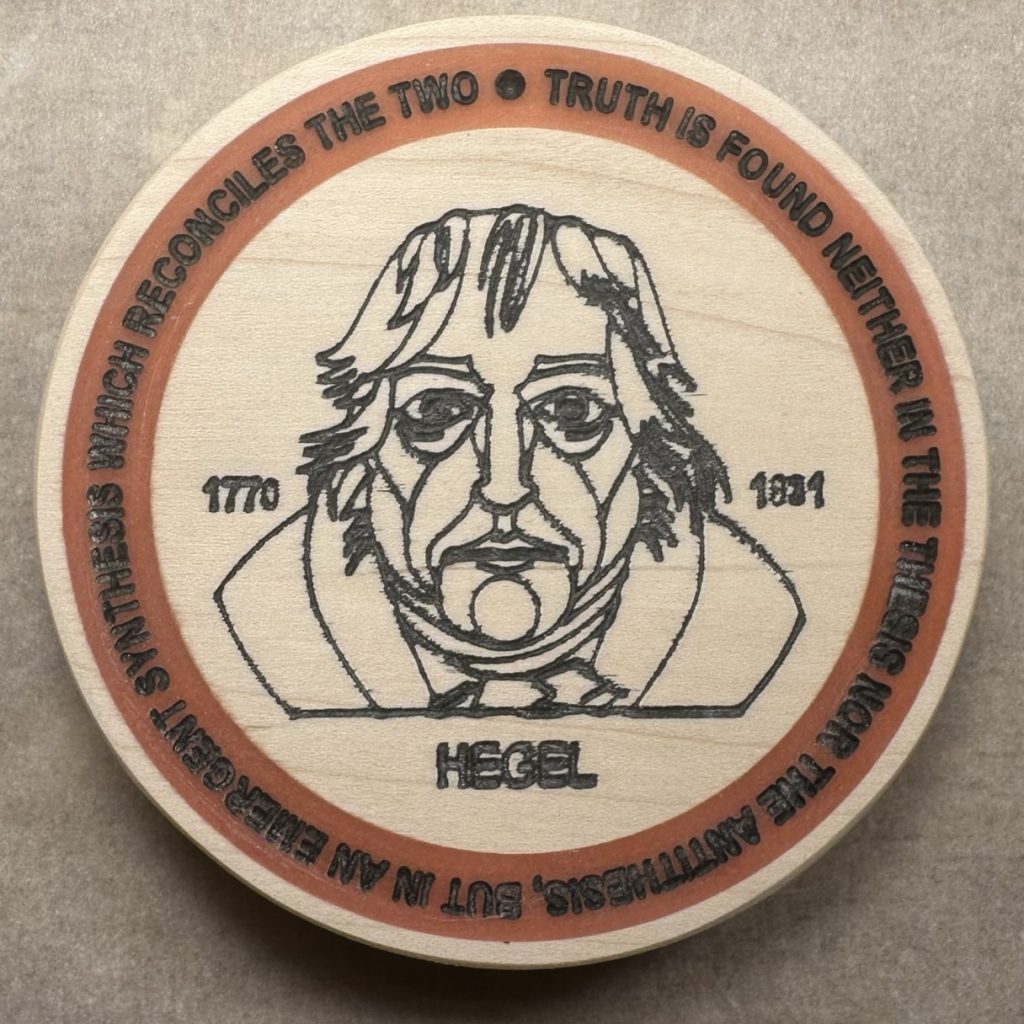 TRUTH IS FOUND NEITHER IN THE THESIS NOR THE ANTITHESIS, BUT IN AN EMERGENT SYNTHESIS WHICH RECONCILES THE TWO
1770
1831
HEGEL